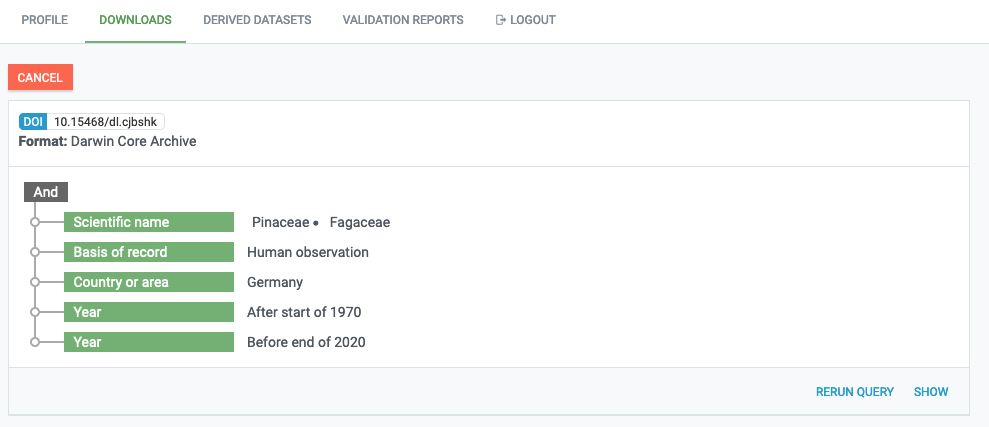 PROFILE DOWNLOADS DERIVED DATASETS VALIDATION REPORTS LOGOUT
CANCEL
DOI 10.15468/dl.cjbshk
Format: Darwin Core Archive
And
Scientific name Pinaceae • Fagaceae
Basis of record Human observation
Country or area Germany
Year After start of 1970
Year Before end of 2020
RERUN QUERY SHOW